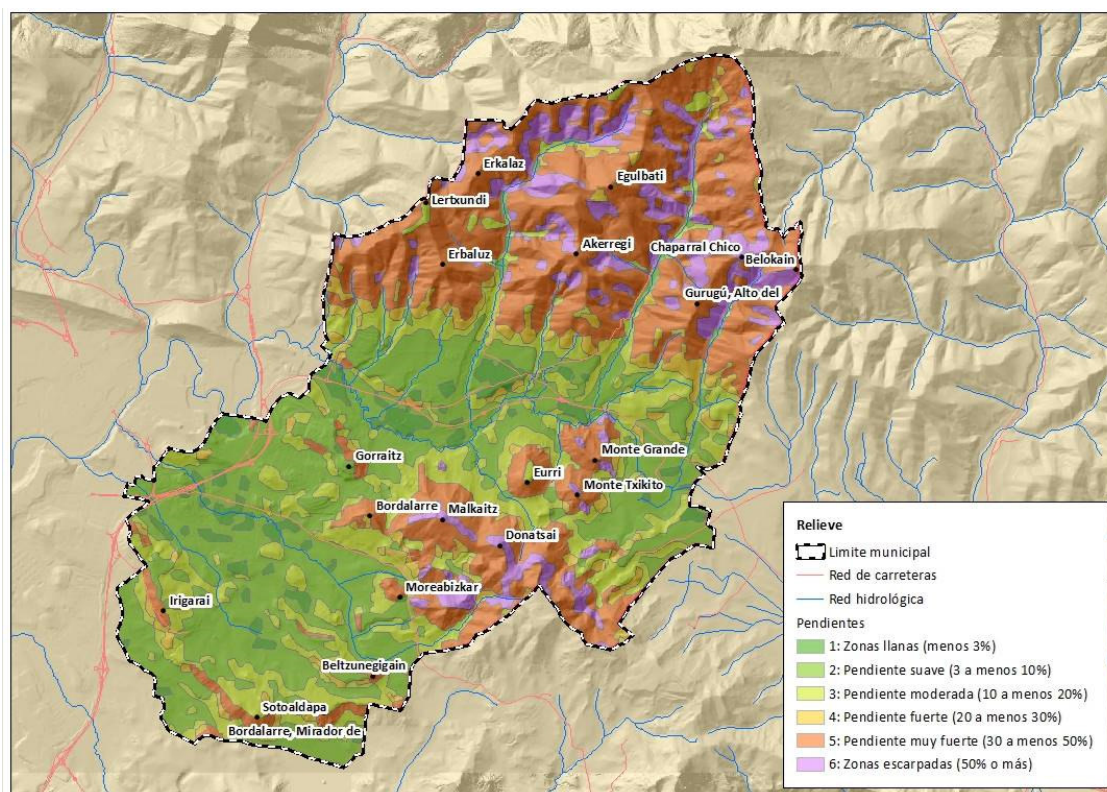 Erkalaz
Egulbati
Lertxundi
Akerregi
Chaparral Chico
Erbaluz
Belokain
Gurugú, Alto del
Monte Grande
Gorraitz
Eurri
Monte Txikito
Bordalarre
Malkaitz
Donatsai
Moreabizkar
Irigarai
Beltzunegigain
Sotoaldapa
Bordalarre, Mirador de
Relieve
Limite municipal
Red de carreteras
Red hidrológica
Pendientes
1: Zonas llanas (menos 3%)
2: Pendiente suave (3 a menos 10%)
3: Pendiente moderada (10 a menos 20%)
4: Pendiente fuerte (20 a menos 30%)
5: Pendiente muy fuerte (30 a menos 50%)
6: Zonas escarpadas (50% o más)